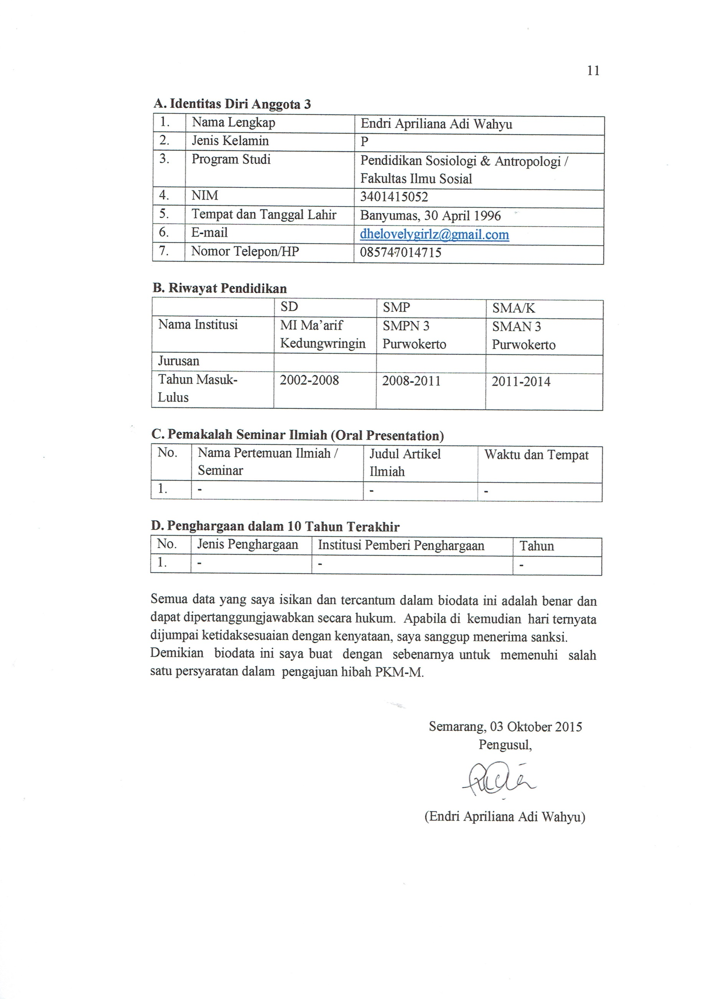 11
A. Identitas Diri Anggota 3
1. Nama Lengkap Endri Apriliana Adi Wahyu
2. Jenis Kelamin P
3. Program Studi Pendidikan Sosiologi & Antropologi /
Fakultas Ilmu Sosial
4. NIM 3401415052
5. Tempat dan Tanggal Lahir Banyumas, 30 April 1996
6. E-mail dhelovelygirlz@gmail.com
7. Nomor Telepon/HP 085747014715
B. Riwayat Pendidikan
SD SMP SMA/K
Nama Institusi MI Ma’arif SMPN 3 SMAN 3
Kedungwringin Purwokerto Purwokerto
Jurusan
Tahun Masuk- 2002-2008 2008-2011 2011-2014
Lulus
C. Pemakalah Seminar Ilmiah (Oral Presentation)
No. Nama Pertemuan Ilmiah / Judul Artikel Waktu dan Tempat
Seminar Ilmiah
1. - - -
D. Penghargaan dalam 10 Tahun Terakhir
No. Jenis Penghargaan Institusi Pemberi Penghargaan Tahun
1. - - -
Semua data yang saya isikan dan tercantum dalam biodata ini adalah benar dan
dapat dipertanggungjawabkan secara hukum. Apabila di kemudian hari ternyata
dijumpai ketidaksesuaian dengan kenyataan, saya sanggup menerima sanksi.
Demikian biodata ini saya buat dengan sebenarnya untuk memenuhi salah
satu persyaratan dalam pengajuan hibah PKM-M.
Semarang, 03 Oktober 2015
Pengusul,
(Endri Apriliana Adi Wahyu)